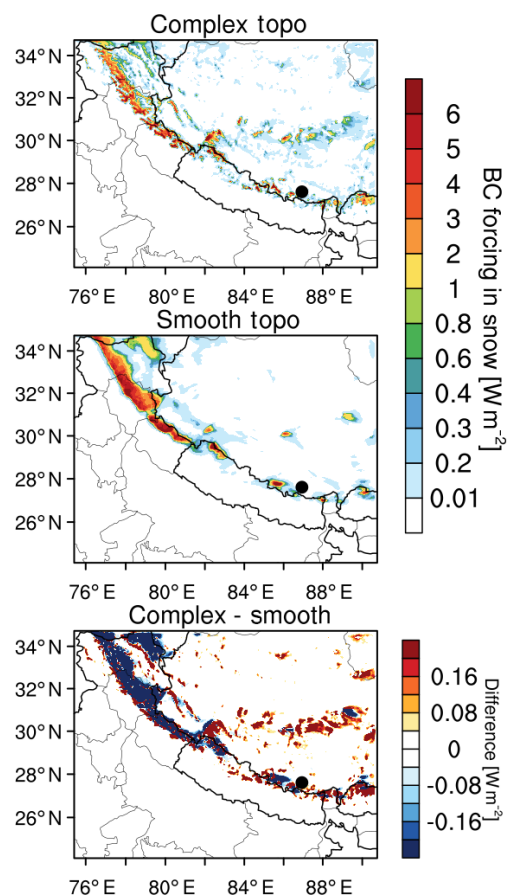 Complex topo
34° N
32° N
30° N
28° N
26° N
76° E 80° E 84° E 88° E
Smooth topo
34° N
32° N
30° N
28° N
26° N
76° E 80° E 84° E 88° E
6
5
4
3
2
1
0.8
0.6
0.4
0.3
0.2
0.01
BC forcing in snow [W m⁻²]
Complex - smooth
34° N
32° N
30° N
28° N
26° N
76° E 80° E 84° E 88° E
0.16
0.08
0
-0.08
-0.16
Difference [W m⁻²]